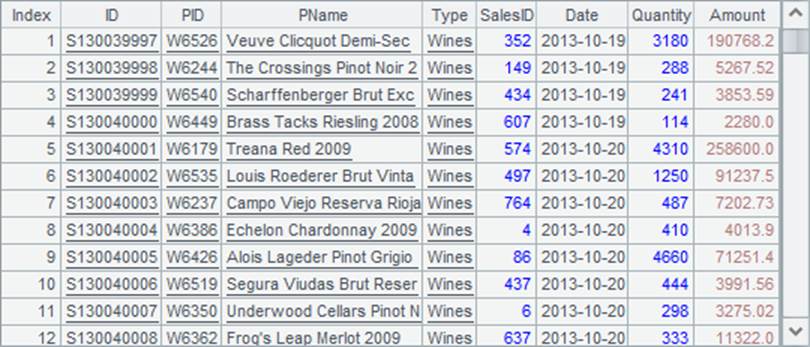 Index ID PID PName Type SalesID Date Quantity Amount
1 S130039997 W6526 Veuve Clicquot Demi-Sec Wines 352 2013-10-19 3180 190768.2
2 S130039998 W6244 The Crossings Pinot Noir 2 Wines 149 2013-10-19 288 5267.52
3 S130039999 W6540 Scharffenberger Brut Exc Wines 434 2013-10-19 241 3853.59
4 S130040000 W6449 Brass Tacks Riesling 2008 Wines 607 2013-10-19 114 2280.0
5 S130040001 W6179 Treana Red 2009 Wines 574 2013-10-20 4310 258600.0
6 S130040002 W6535 Louis Roederer Brut Vinta Wines 497 2013-10-20 1250 91237.5
7 S130040003 W6237 Campo Viejo Reserva Rioja Wines 764 2013-10-20 487 7202.73
8 S130040004 W6386 Echelon Chardonnay 2009 Wines 4 2013-10-20 410 4013.9
9 S130040005 W6426 Alois Lageder Pinot Grigio Wines 86 2013-10-20 4660 71251.4
10 S130040006 W6519 Segura Viudas Brut Reser Wines 437 2013-10-20 444 3991.56
11 S130040007 W6350 Underwood Cellars Pinot N Wines 6 2013-10-20 298 3275.02
12 S130040008 W6362 Frog's Leap Merlot 2009 Wines 637 2013-10-20 333 11322.0